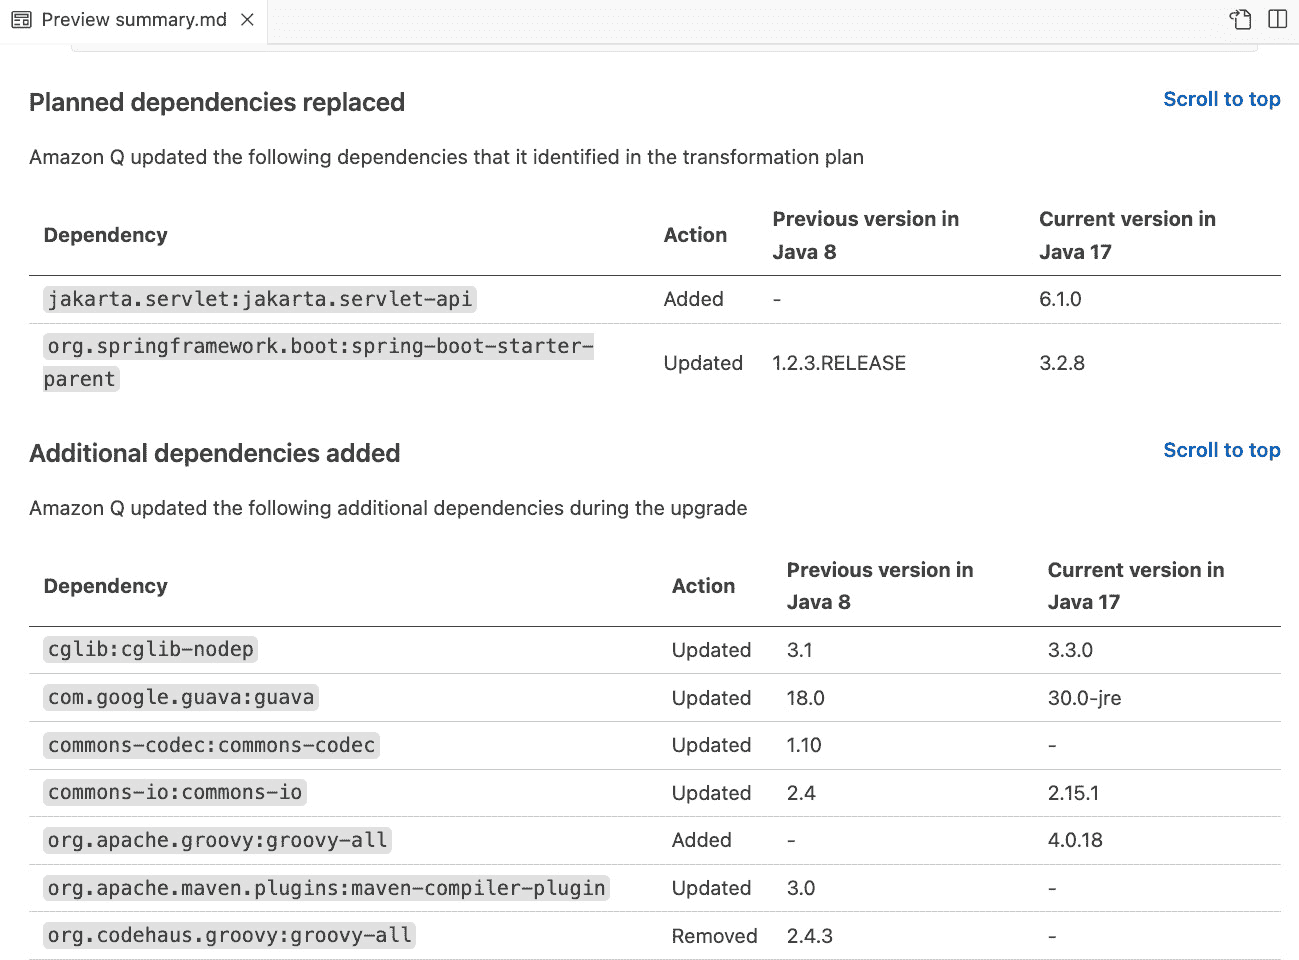 Preview summary.md
Planned dependencies replaced
Scroll to top
Amazon Q updated the following dependencies that it identified in the transformation plan
Dependency Action Previous version in Java 8 Current version in Java 17
jakarta.servlet:jakarta.servlet-api Added - 6.1.0
org.springframework.boot:spring-boot-starter-
parent Updated 1.2.3.RELEASE 3.2.8
Additional dependencies added
Scroll to top
Amazon Q updated the following additional dependencies during the upgrade
Dependency Action Previous version in Java 8 Current version in Java 17
cglib:cglib-nodep Updated 3.1 3.3.0
com.google.guava:guava Updated 18.0 30.0-jre
commons-codec:commons-codec Updated 1.10 -
commons-io:commons-io Updated 2.4 2.15.1
org.apache.groovy:groovy-all Added - 4.0.18
org.apache.maven.plugins:maven-compiler-plugin Updated 3.0 -
org.codehaus.groovy:groovy-all Removed 2.4.3 -